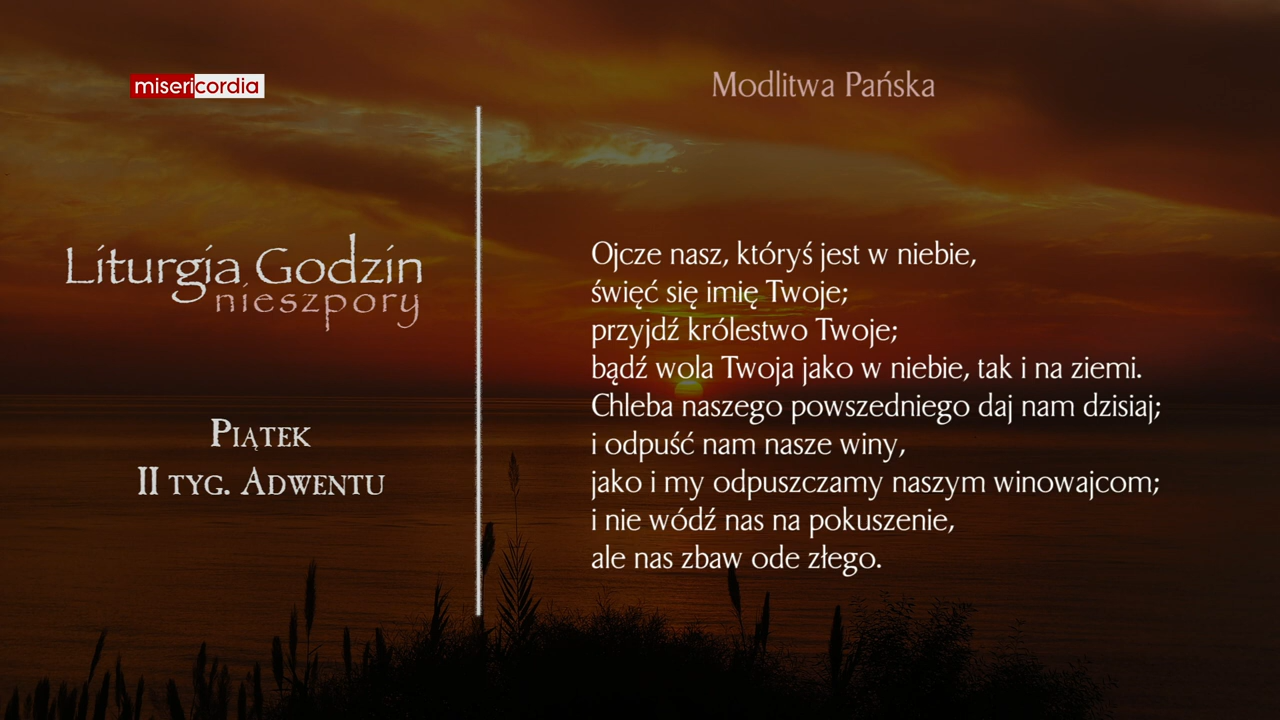 misericordia
Liturgia Godzin
nieszpory
Piątek
II tyg. Adwentu
Modlitwa Pańska
Ojcze nasz, któryś jest w niebie,
święć się imię Twoje;
przyjdź królestwo Twoje;
bądź wola Twoja jako w niebie, tak i na ziemi.
Chleba naszego powszedniego daj nam dzisiaj;
i odpuść nam nasze winy,
jako i my odpuszczamy naszym winowajcom;
i nie wódź nas na pokuszenie,
ale nas zbaw ode złego.